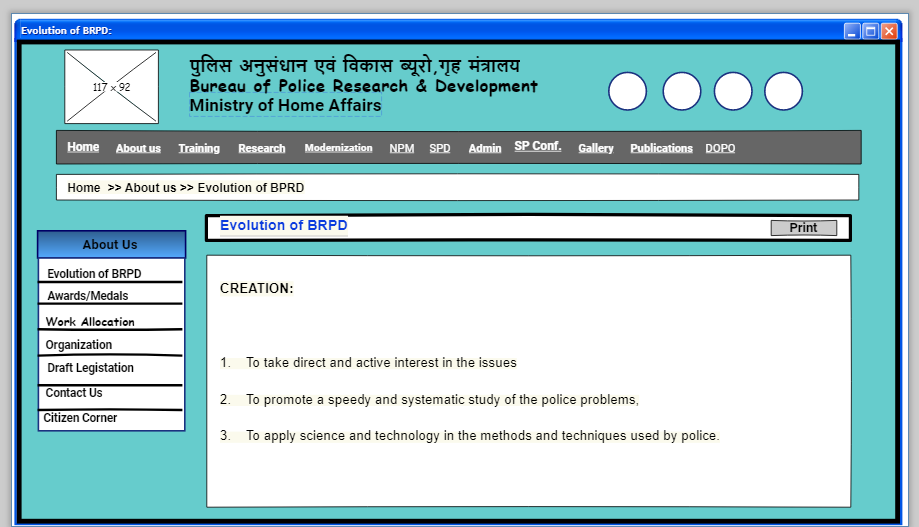 Evolution of BRPD:
117 x 92
पुलिस अनुसंधान एवं विकास ब्यूरो,गृह मंत्रालय
Bureau of Police Research & Development
Ministry of Home Affairs
Home About us Training Research Modernization NPM SPD Admin SP Conf. Gallery Publications DOPO
Home >> About us >> Evolution of BPRD
Evolution of BRPD Print
About Us
Evolution of BRPD
Awards/Medals
Work Allocation
Organization
Draft Legistation
Contact Us
Citizen Corner
CREATION:
1. To take direct and active interest in the issues
2. To promote a speedy and systematic study of the police problems,
3. To apply science and technology in the methods and techniques used by police.